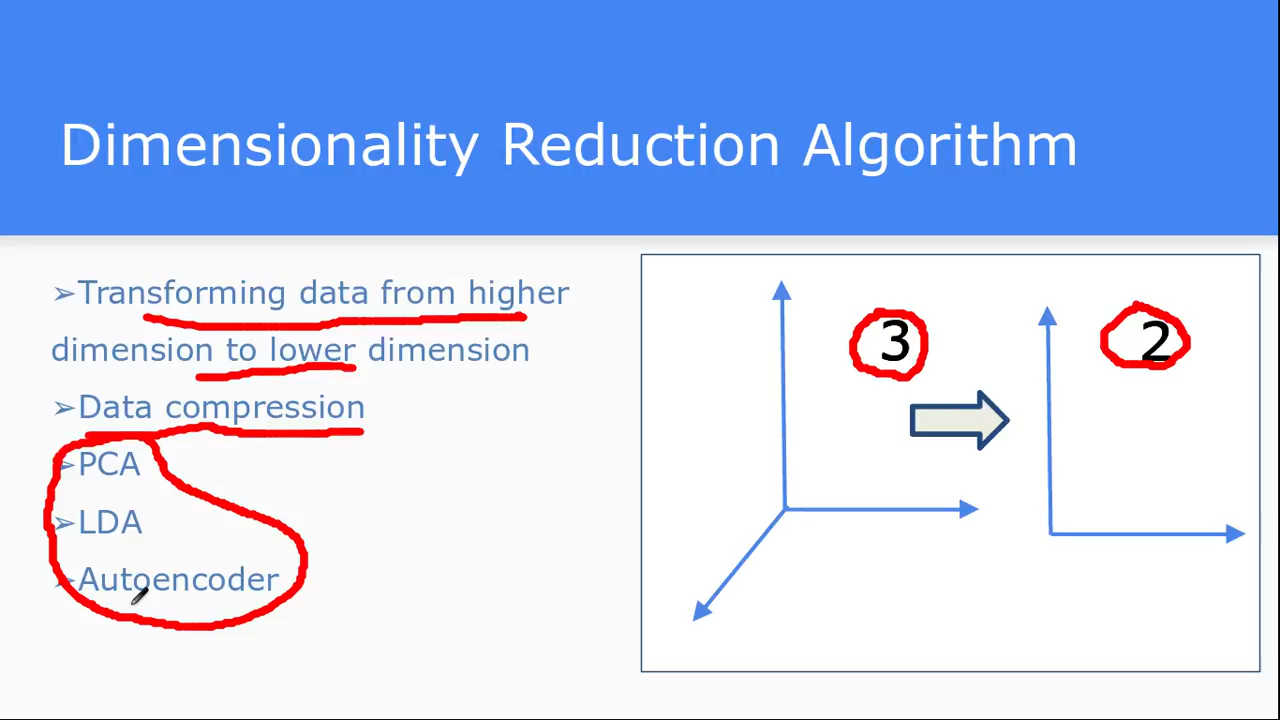 Dimensionality Reduction Algorithm
➢Transforming data from higher
dimension to lower dimension
➢Data compression
➢PCA
➢LDA
➢Autoencoder
3
2